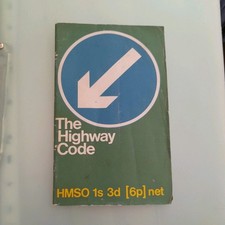 The
Highway
Code
HMSO 1s 3d [6p] net